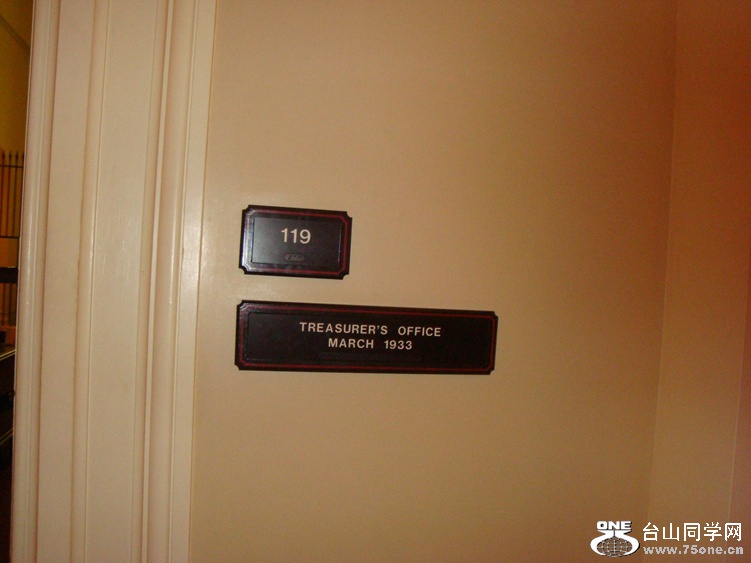 119
TREASURER'S OFFICE
MARCH 1933
ONE
台山同学网
www.75one.cn